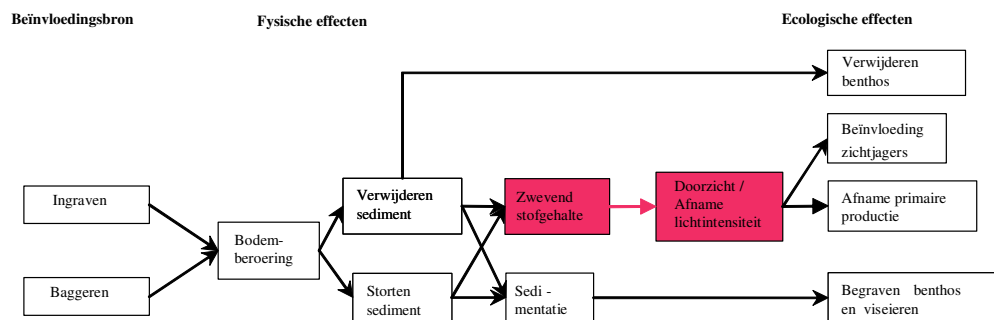 Beïnvloedingsbron
Fysische effecten
Ecologische effecten
Verwijderen
benthos
Beïnvloeding
zichtjagers
Ingraven
Verwijderen
sediment
Zwevend
stofgehalte
Doorzicht /
Afname
lichtintensiteit
Afname primaire
productie
Bodem-
beroering
Baggeren
Storten
sediment
Sedi -
mentatie
Begraven benthos
en viseieren